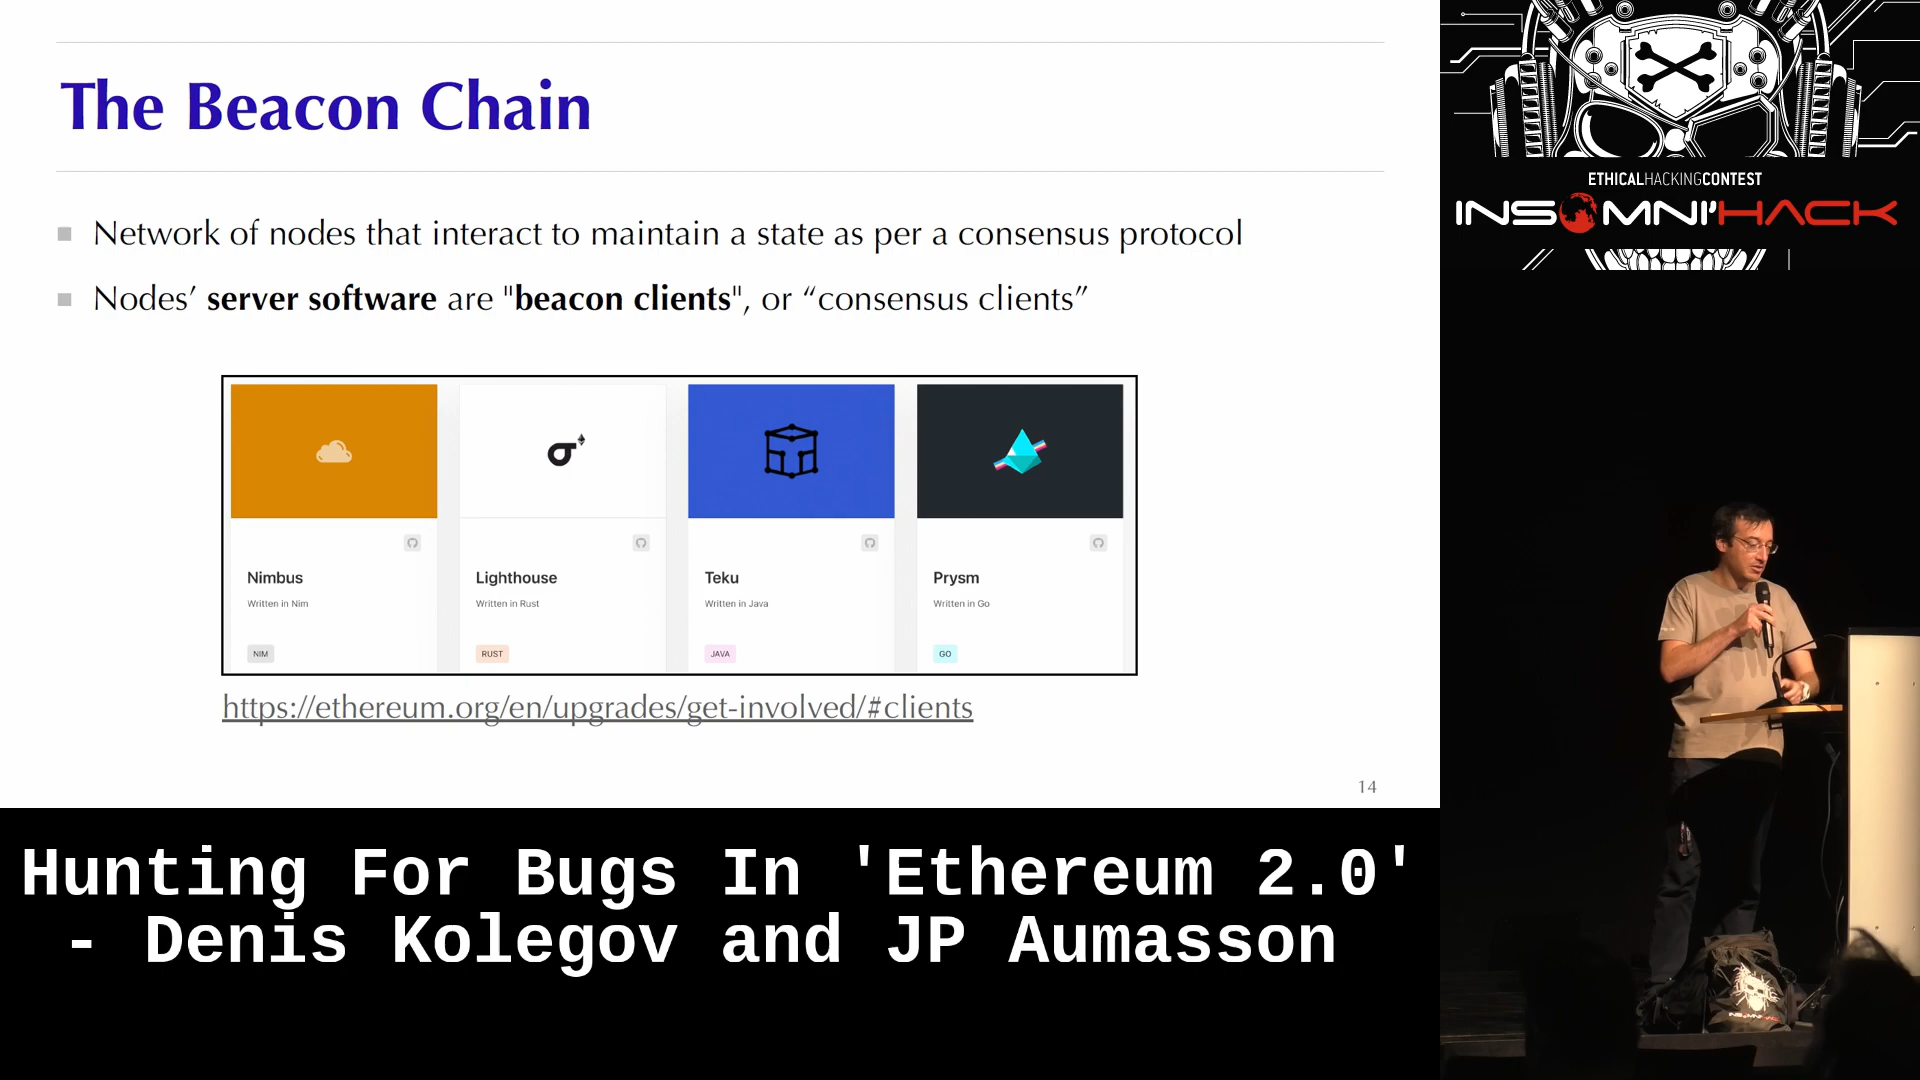 The Beacon Chain
Network of nodes that interact to maintain a state as per a consensus protocol
Nodes’ server software are "beacon clients", or “consensus clients”
Nimbus
Written in Nim
NIM
Lighthouse
Written in Rust
RUST
Teku
Written in Java
JAVA
Prysm
Written in Go
GO
https://ethereum.org/en/upgrades/get-involved/#clients
14
ETHICALHACKINGCONTEST
INSOMNI'HACK
Hunting For Bugs In 'Ethereum 2.0'
- Denis Kolegov and JP Aumasson
INSOMNI'HACK